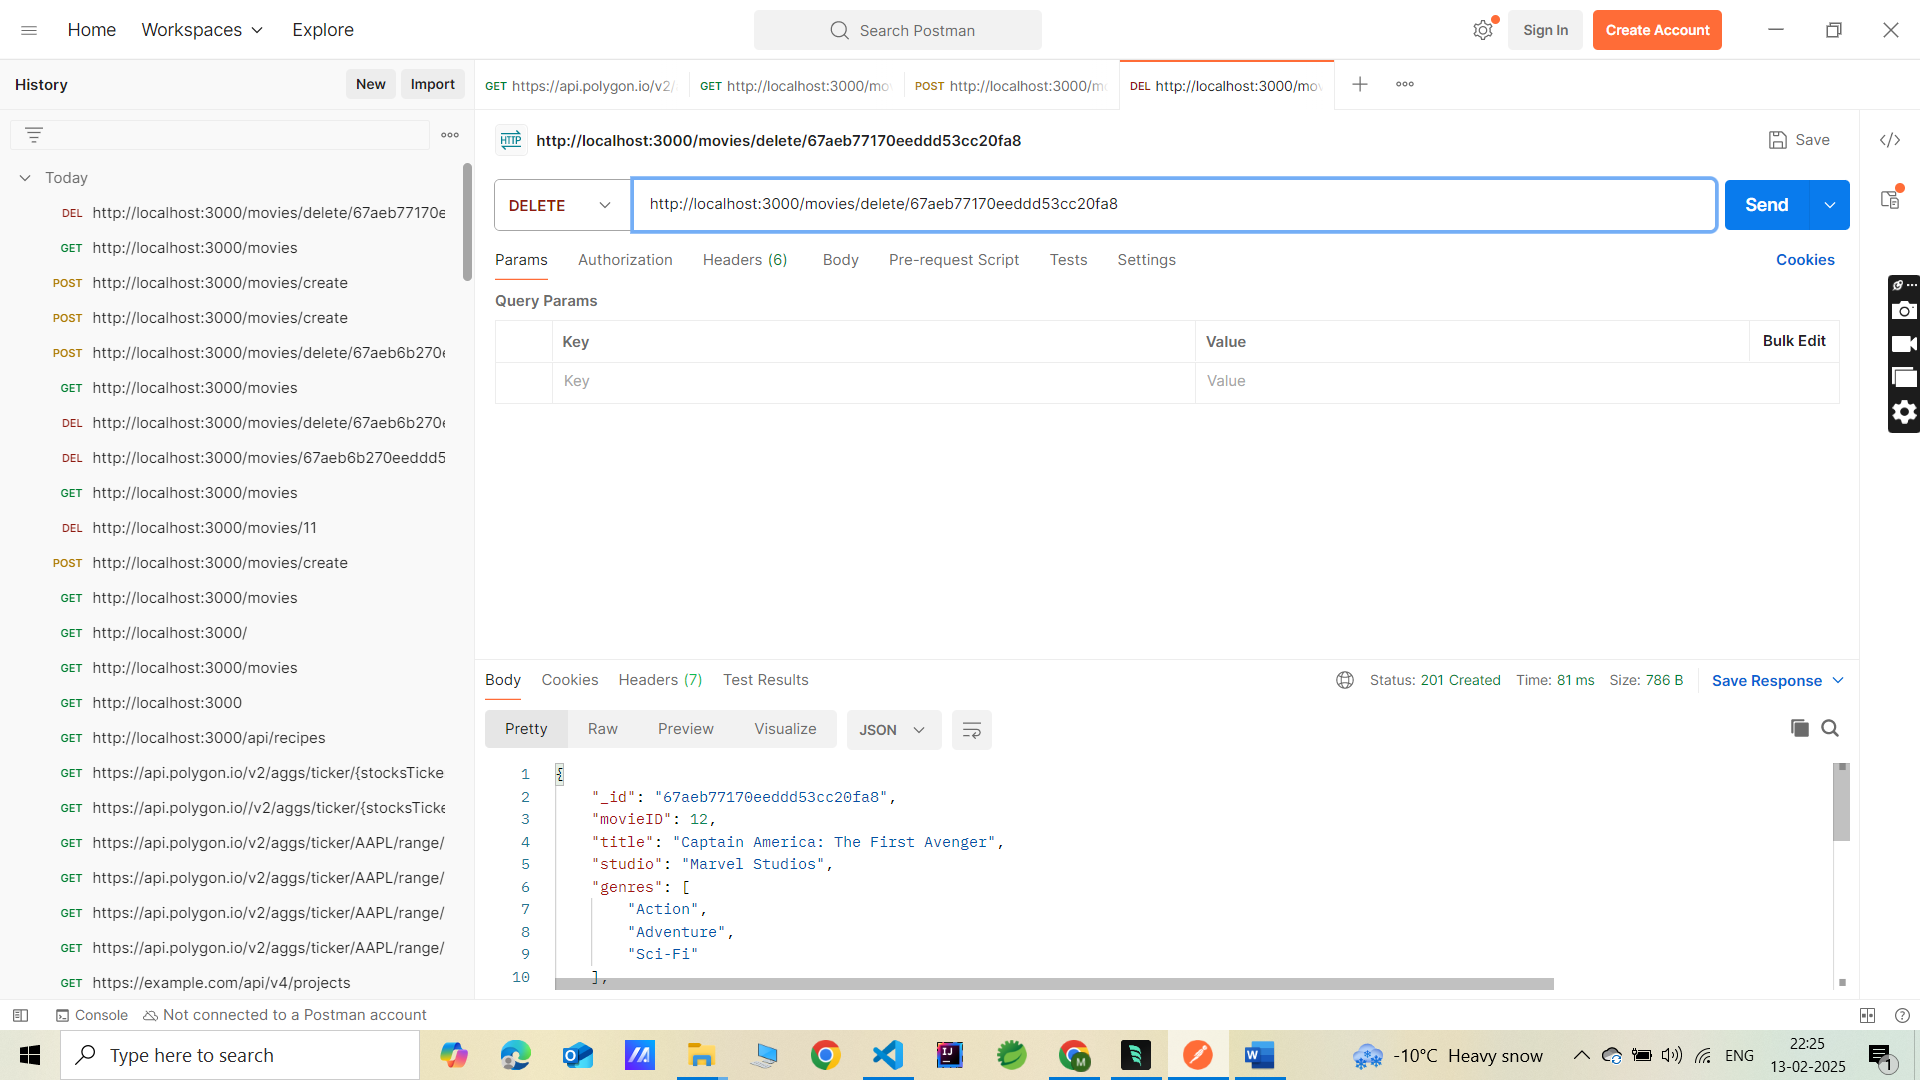 Home Workspaces Explore Search Postman Sign In Create Account
History New Import
GET https://api.polygon.io/v2/ GET http://localhost:3000/mo POST http://localhost:3000/m DEL http://localhost:3000/mov
HTTP http://localhost:3000/movies/delete/67aeb77170eeddd53cc20fa8 Save
DELETE http://localhost:3000/movies/delete/67aeb77170eeddd53cc20fa8 Send
Params Authorization Headers (6) Body Pre-request Script Tests Settings Cookies
Query Params
Key Value Bulk Edit
Key Value
Today
DEL http://localhost:3000/movies/delete/67aeb77170e
GET http://localhost:3000/movies
POST http://localhost:3000/movies/create
POST http://localhost:3000/movies/create
POST http://localhost:3000/movies/delete/67aeb6b270e
GET http://localhost:3000/movies
DEL http://localhost:3000/movies/delete/67aeb6b270e
DEL http://localhost:3000/movies/67aeb6b270eeddd5
GET http://localhost:3000/movies
DEL http://localhost:3000/movies/11
POST http://localhost:3000/movies/create
GET http://localhost:3000/movies
GET http://localhost:3000/
GET http://localhost:3000/movies
GET http://localhost:3000
GET http://localhost:3000/api/recipes
GET https://api.polygon.io/v2/aggs/ticker/{stocksTicke
GET https://api.polygon.io//v2/aggs/ticker/{stocksTicke
GET https://api.polygon.io/v2/aggs/ticker/AAPL/range/
GET https://api.polygon.io/v2/aggs/ticker/AAPL/range/
GET https://api.polygon.io/v2/aggs/ticker/AAPL/range/
GET https://api.polygon.io/v2/aggs/ticker/AAPL/range/
GET https://example.com/api/v4/projects
Body Cookies Headers (7) Test Results Status: 201 Created Time: 81 ms Size: 786 B Save Response
Pretty Raw Preview Visualize JSON
1 {
2 "_id": "67aeb77170eeddd53cc20fa8",
3 "movieID": 12,
4 "title": "Captain America: The First Avenger",
5 "studio": "Marvel Studios",
6 "genres": [
7 "Action",
8 "Adventure",
9 "Sci-Fi"
10 ],
Console Not connected to a Postman account
Type here to search -10°C Heavy snow ENG 22:25
13-02-2025 1